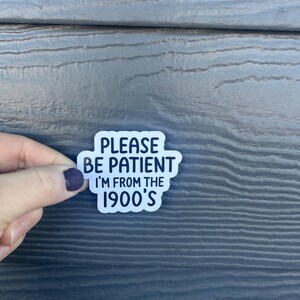 PLEASE
BE PATIENT
I'M FROM THE
1900'S